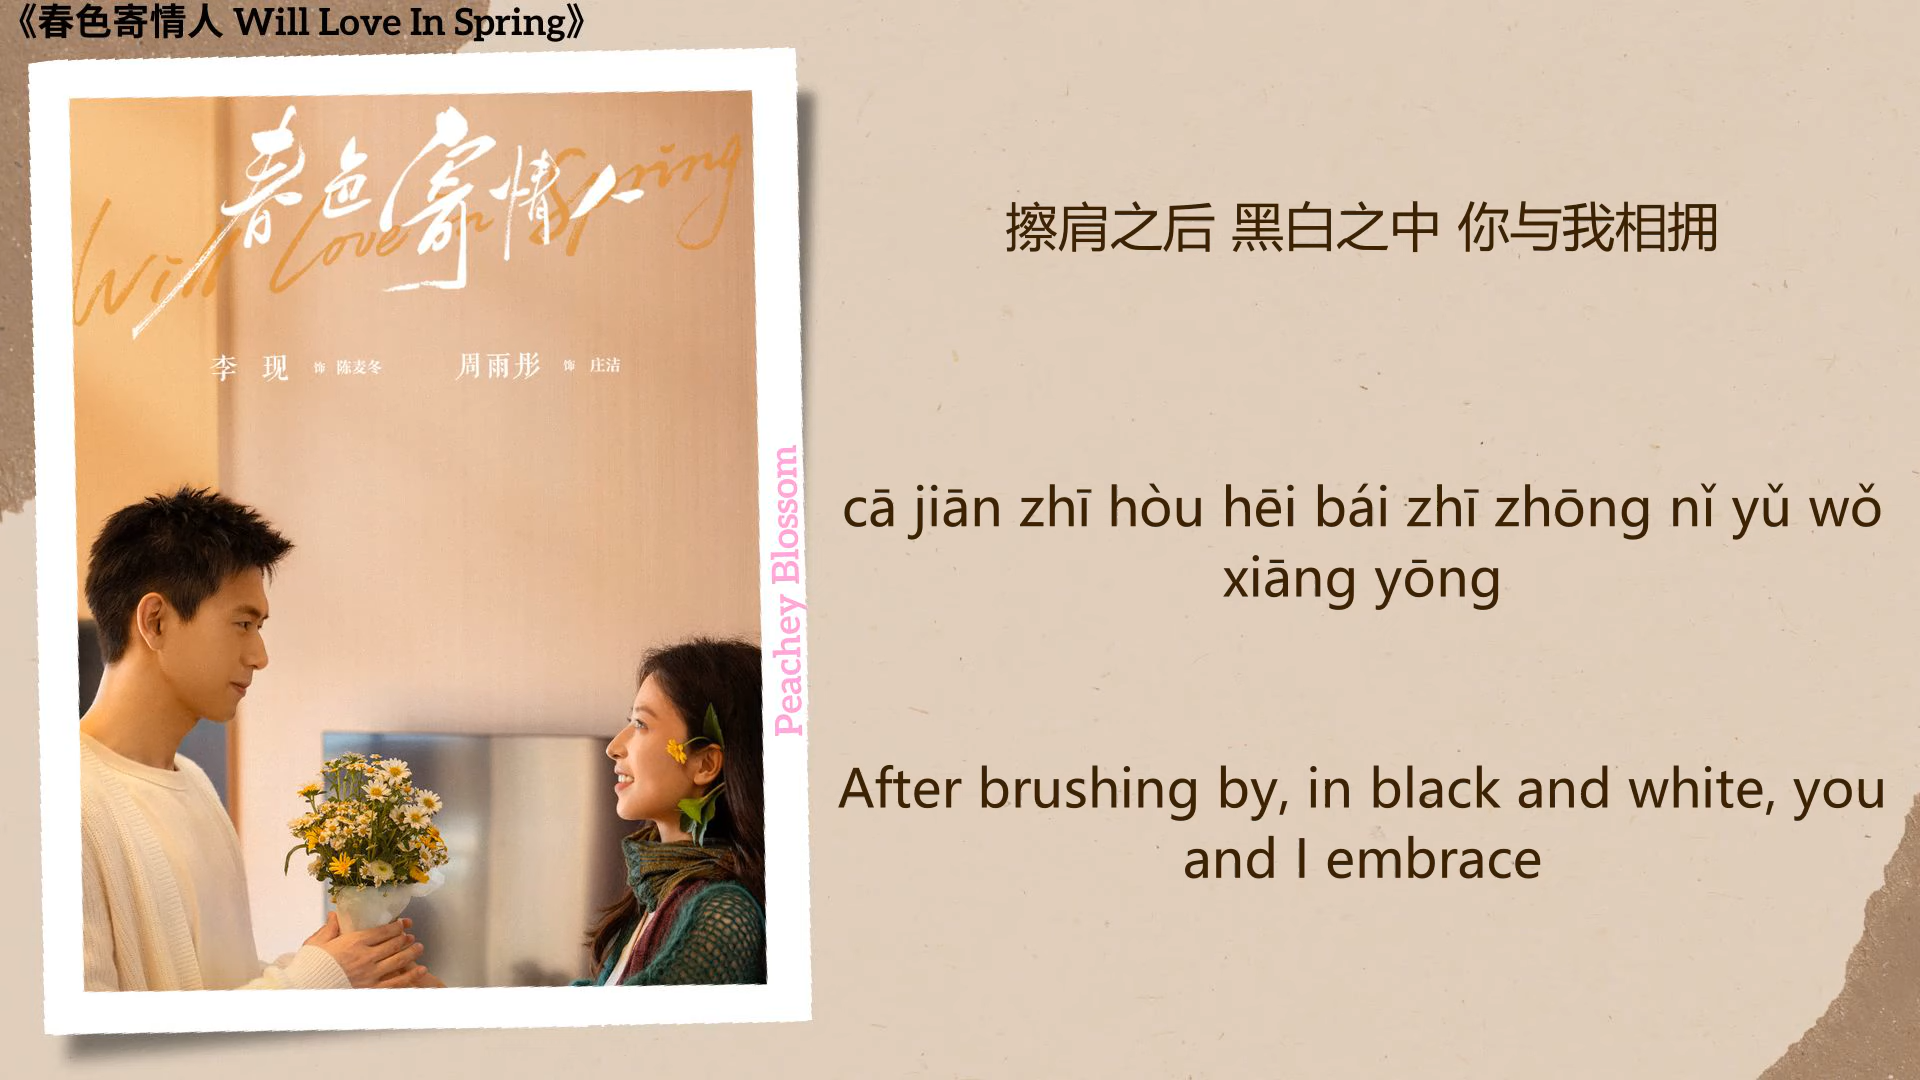 《春色寄情人 Will Love In Spring》
春色寄情人
Will Love in Spring
李 现 饰 陈麦冬 周雨彤 饰 庄洁
Peachey Blossom
擦肩之后 黑白之中 你与我相拥
cā jiān zhī hòu hēi bái zhī zhōng nǐ yǔ wǒ
xiāng yōng
After brushing by, in black and white, you
and I embrace